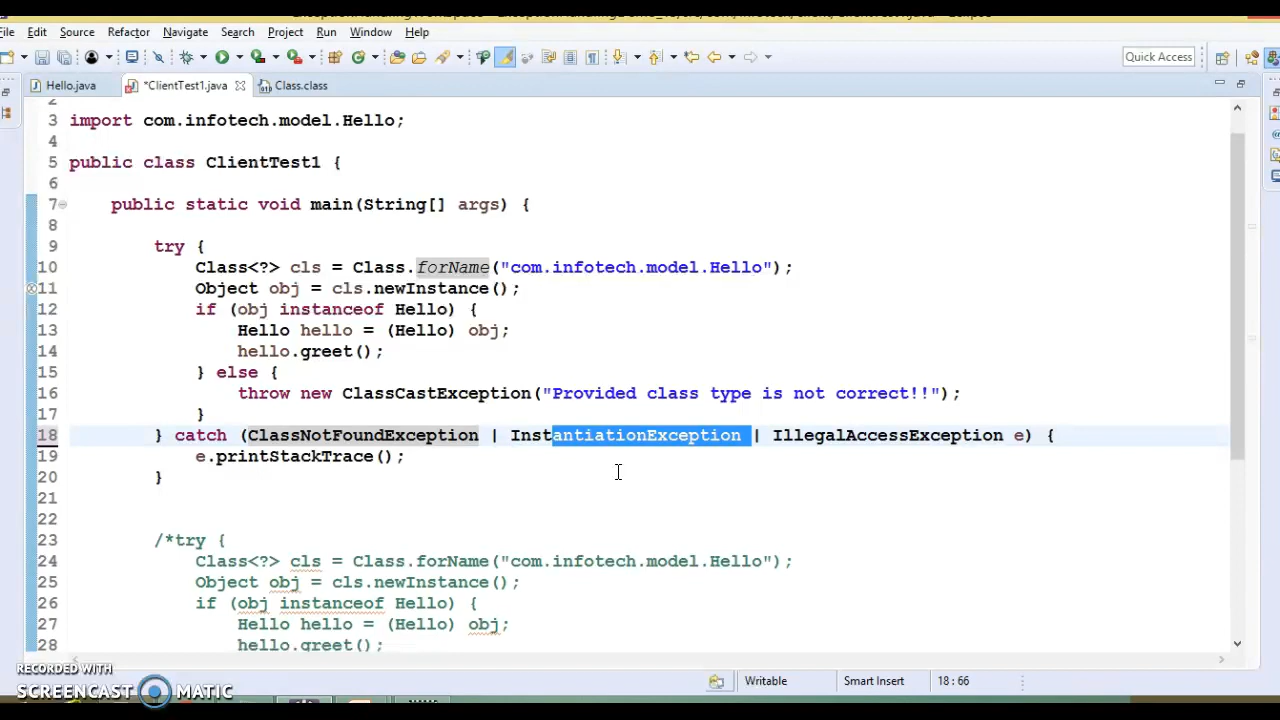 File Edit Source Refactor Navigate Search Project Run Window Help
Quick Access
Hello.java *ClientTest1.java Class.class
2
3 import com.infotech.model.Hello;
4
5 public class ClientTest1 {
6
7 public static void main(String[] args) {
8
9 try {
10 Class<?> cls = Class.forName("com.infotech.model.Hello");
11 Object obj = cls.newInstance();
12 if (obj instanceof Hello) {
13 Hello hello = (Hello) obj;
14 hello.greet();
15 } else {
16 throw new ClassCastException("Provided class type is not correct!!");
17 }
18 } catch (ClassNotFoundException | InstantiationException | IllegalAccessException e) {
19 e.printStackTrace();
20 }
21
22
23 /*try {
24 Class<?> cls = Class.forName("com.infotech.model.Hello");
25 Object obj = cls.newInstance();
26 if (obj instanceof Hello) {
27 Hello hello = (Hello) obj;
28 hello.greet();
RECORDED WITH
SCREENCAST MATIC
Writable Smart Insert 18 : 66